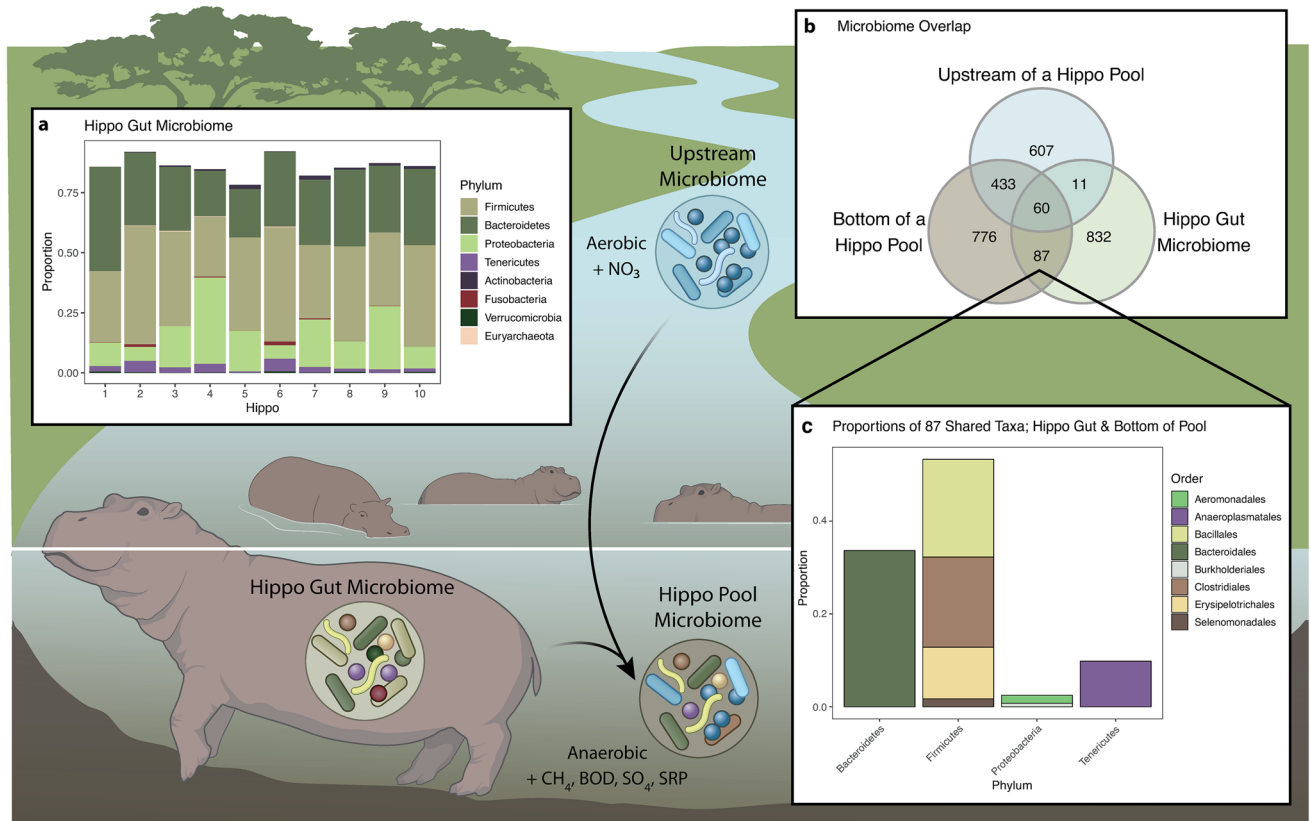 a Hippo Gut Microbiome
Proportion
0.75
0.50
0.25
0.00
1 2 3 4 5 6 7 8 9 10
Hippo
Phylum
Firmicutes
Bacteroidetes
Proteobacteria
Tenericutes
Actinobacteria
Fusobacteria
Verrucomicrobia
Euryarchaeota
Upstream
Microbiome
Aerobic
+ NO₃
b Microbiome Overlap
Upstream of a Hippo Pool
607
433
11
60
Bottom of a
Hippo Pool
776
832
Hippo Gut
Microbiome
87
c Proportions of 87 Shared Taxa; Hippo Gut & Bottom of Pool
Proportion
0.4
0.2
0.0
Bacteroidetes
Firmicutes
Proteobacteria
Tenericutes
Phylum
Order
Aeromonadales
Anaeroplasmatales
Bacillales
Bacteroidales
Burkholderiales
Clostridiales
Erysipelotrichales
Selenomonadales
Hippo Gut Microbiome
Hippo Pool
Microbiome
Anaerobic
+ CH₄, BOD, SO₄, SRP